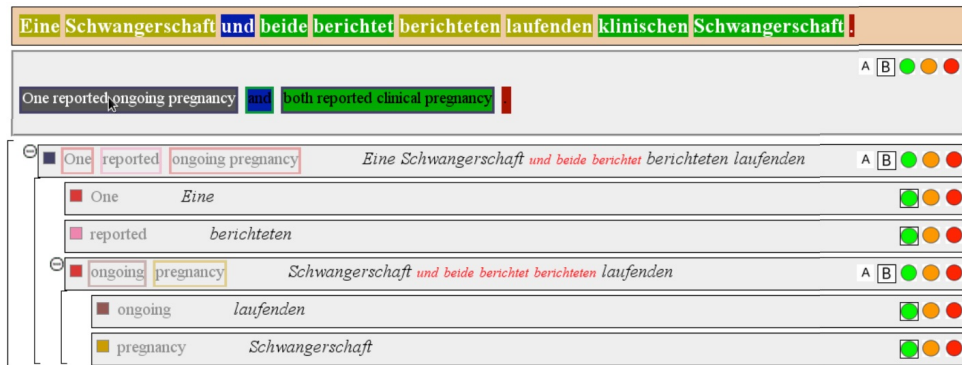 Eine Schwangerschaft und beide berichtet berichteten laufenden klinischen Schwangerschaft .
A B
One reported ongoing pregnancy and both reported clinical pregnancy .
One reported ongoing pregnancy Eine Schwangerschaft und beide berichtet berichteten laufenden A B
One Eine
reported berichteten
ongoing pregnancy Schwangerschaft und beide berichtet berichteten laufenden A B
ongoing laufenden
pregnancy Schwangerschaft